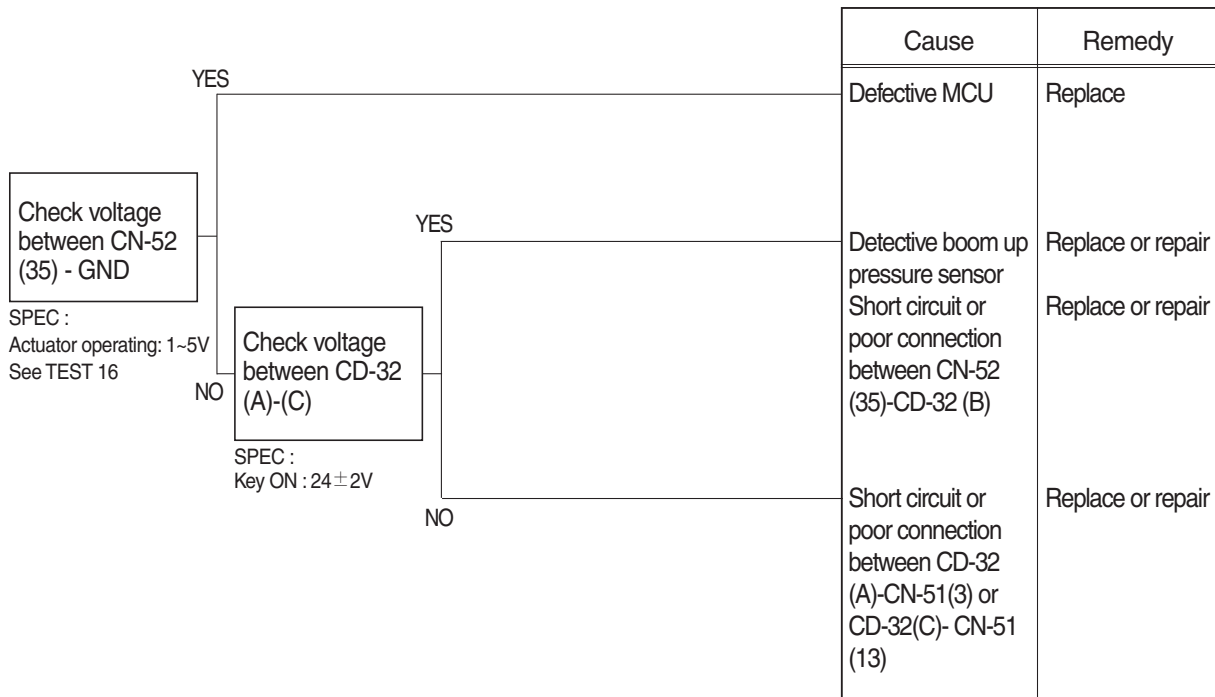 Cause
Remedy
YES
Defective MCU
Replace
Check voltage
between CN-52
(35) - GND
SPEC :
Actuator operating: 1~5V
See TEST 16
NO
YES
Detective boom up
pressure sensor
Replace or repair
Short circuit or
poor connection
between CN-52
(35)-CD-32 (B)
Replace or repair
Check voltage
between CD-32
(A)-(C)
SPEC :
Key ON : 24±2V
NO
Short circuit or
poor connection
between CD-32
(A)-CN-51(3) or
CD-32(C)- CN-51
(13)
Replace or repair